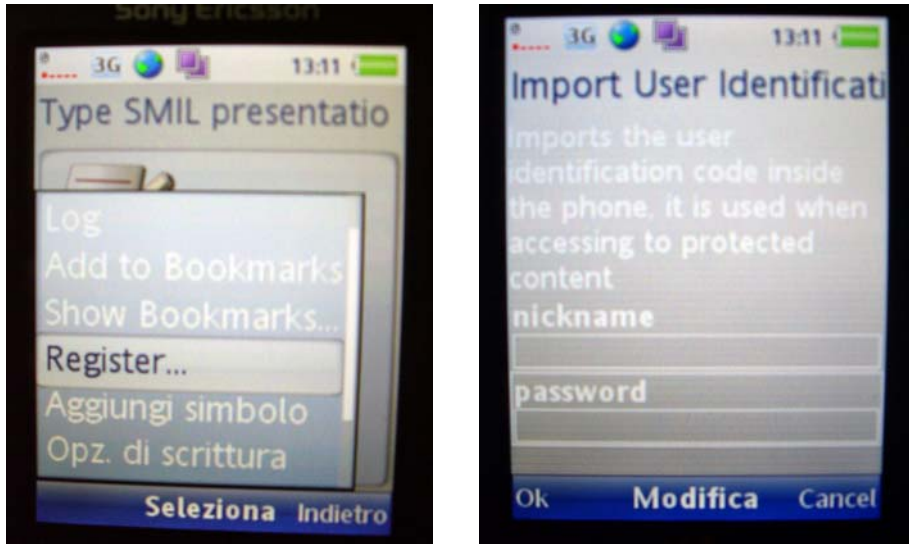 Sony Ericsson
3G 13:11
Type SMIL presentatio
Log
Add to Bookmarks
Show Bookmarks...
Register...
Aggiungi simbolo
Opz. di scrittura
Seleziona Indietro
3G 13:11
Import User Identificati
Imports the user
identification code inside
the phone, it is used when
accessing to protected
content
nickname
password
Ok Modifica Cancel